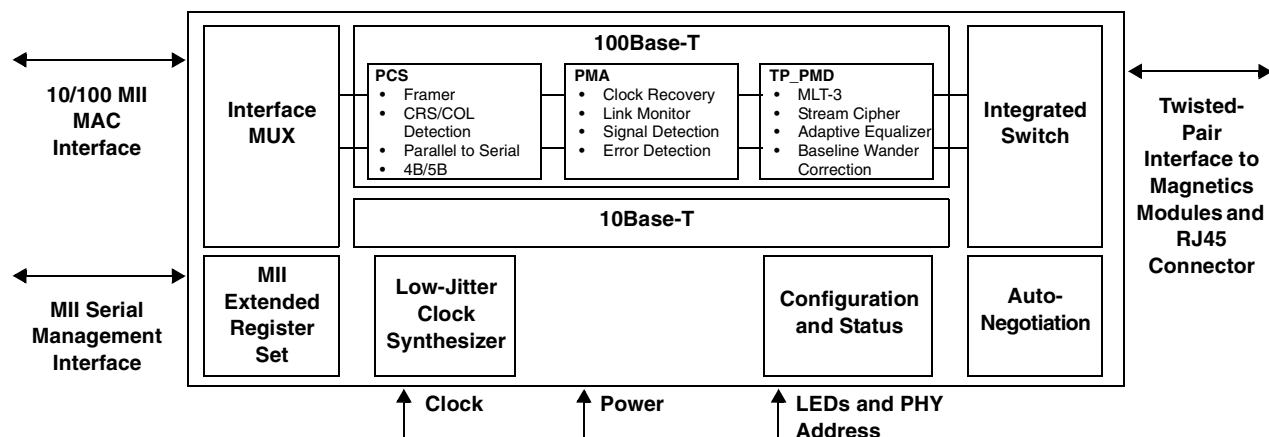 10/100 MII
MAC
Interface
MII Serial
Management
Interface
Interface
MUX
100Base-T
PCS
• Framer
• CRS/COL
Detection
• Parallel to Serial
• 4B/5B
PMA
• Clock Recovery
• Link Monitor
• Signal Detection
• Error Detection
TP_PMD
• MLT-3
• Stream Cipher
• Adaptive Equalizer
• Baseline Wander
Correction
10Base-T
Integrated
Switch
MII
Extended
Register
Set
Low-Jitter
Clock
Synthesizer
Configuration
and Status
Auto-
Negotiation
Twisted-
Pair
Interface to
Magnetics
Modules and
RJ45
Connector
Clock
Power
LEDs and PHY
Address